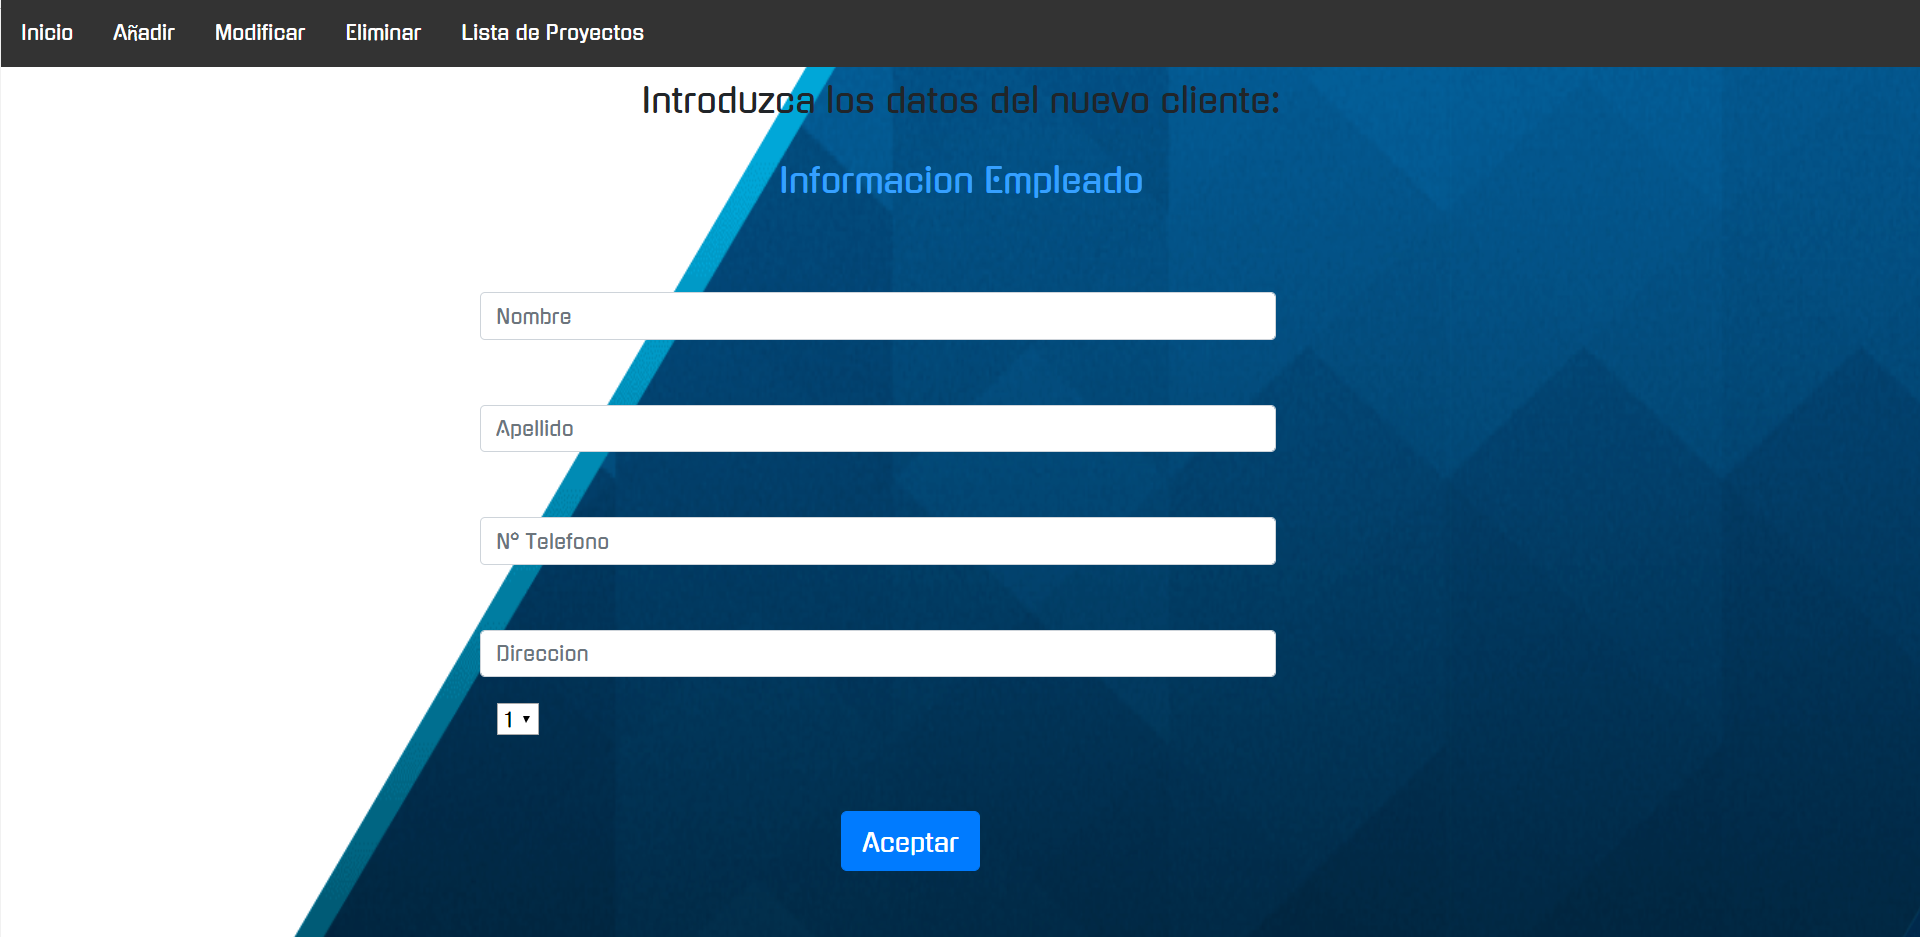 Inicio Añadir Modificar Eliminar Lista de Proyectos
Introduzca los datos del nuevo cliente:
Informacion Empleado
Nombre
Apellido
Nº Telefono
Direccion
1
Aceptar